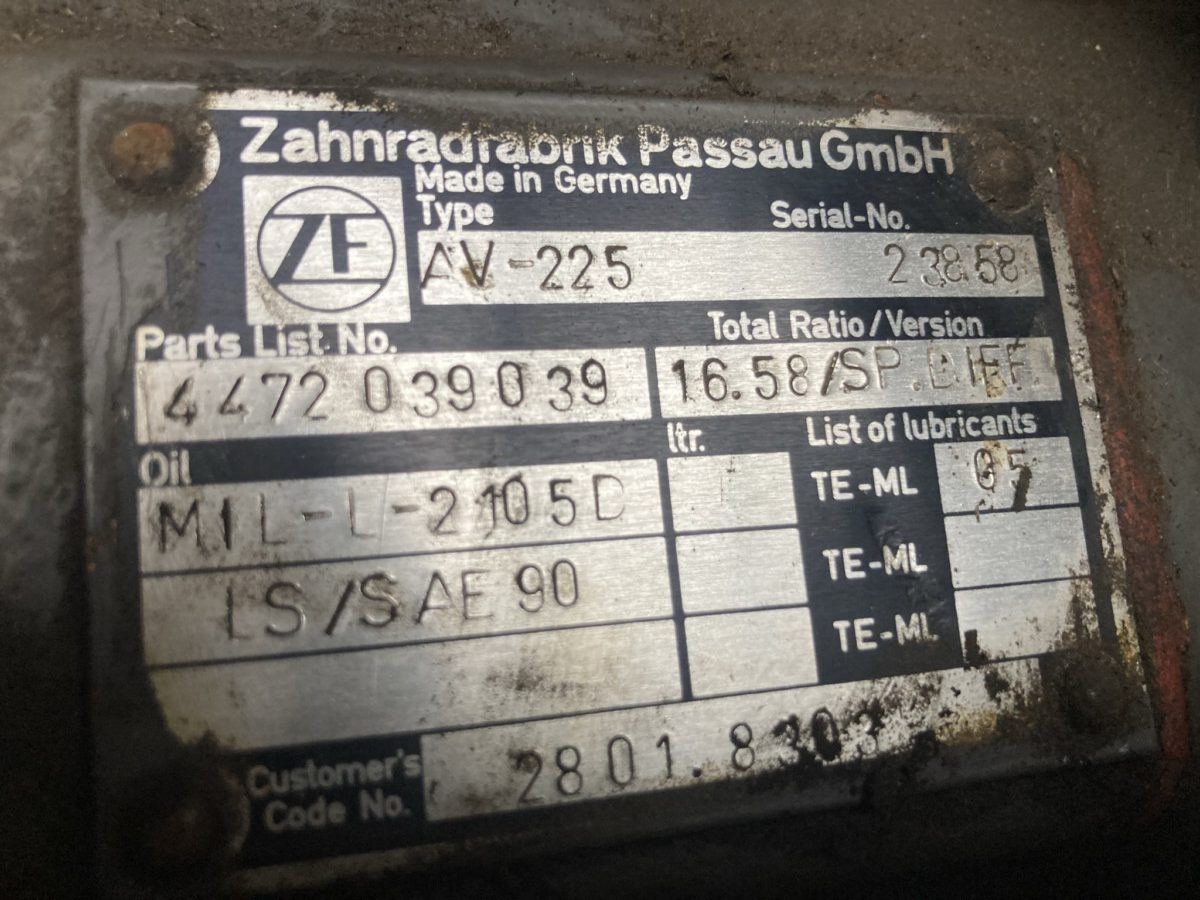 Zahnradfabrik Passau GmbH
Made in Germany
ZF
Type Serial-No.
AV-225 23858
Parts List No. Total Ratio/Version
4472 039039 16.58/SP.DIFF.
Oil ltr. List of lubricants
MIL-L-2105D TE-ML 05
LS/SAE 90 TE-ML
TE-ML
Customer's
Code No. 2801.8303